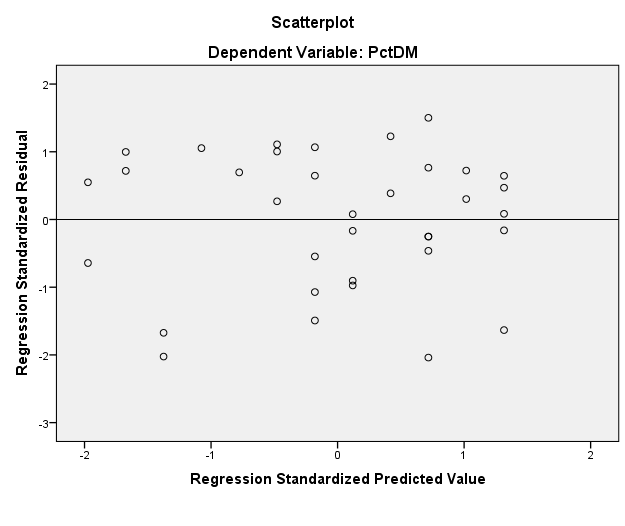 Scatterplot
Dependent Variable: PctDM
Regression Standardized Residual
2
1
0
-1
-2
-3
-2 -1 0 1 2
Regression Standardized Predicted Value